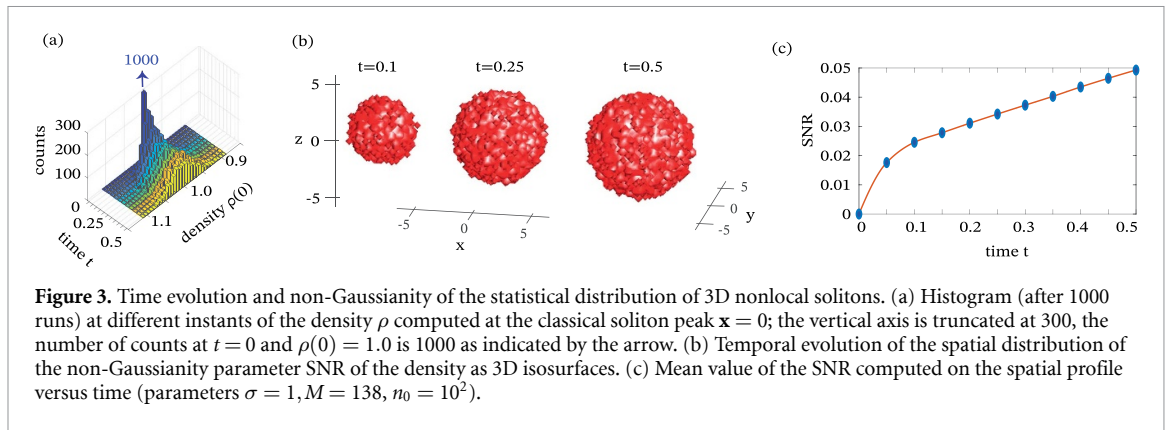 (a)
1000
300
200
100
0
counts
0
0.25
0.5
time t
1.1
1.0
0.9
density ρ(0)
(b)
t=0.1
t=0.25
t=0.5
5
z 0
-5
-5
0
5
x
5
0
-5
y
(c)
0.05
0.04
0.03
0.02
0.01
0
SNR
0
0.1
0.2
0.3
0.4
0.5
time t
Figure 3. Time evolution and non-Gaussianity of the statistical distribution of 3D nonlocal solitons. (a) Histogram (after 1000
runs) at different instants of the density ρ computed at the classical soliton peak x = 0; the vertical axis is truncated at 300, the
number of counts at t = 0 and ρ(0) = 1.0 is 1000 as indicated by the arrow. (b) Temporal evolution of the spatial distribution of
the non-Gaussianity parameter SNR of the density as 3D isosurfaces. (c) Mean value of the SNR computed on the spatial profile
versus time (parameters σ = 1, M = 138, n₀ = 10²).